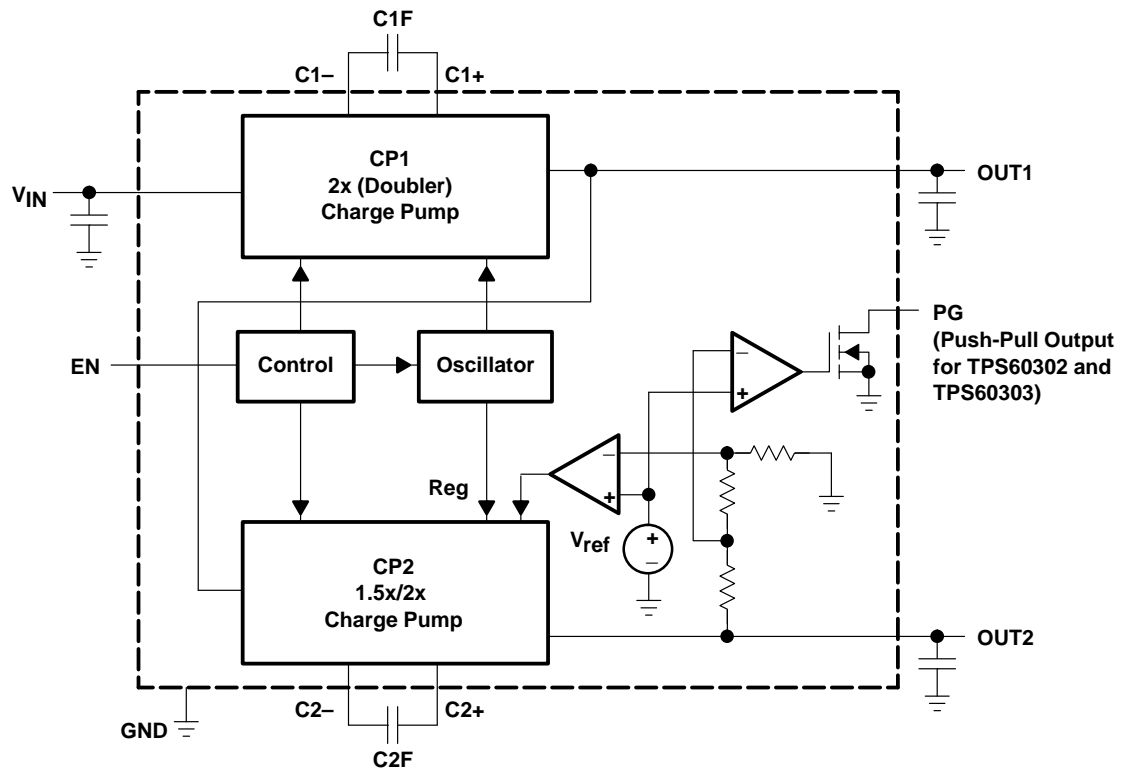 C1F
C1– C1+
CP1
2x (Doubler)
Charge Pump
OUT1
VIN
PG
(Push-Pull Output
for TPS60302 and
TPS60303)
EN
Control
Oscillator
–
+
–
+
Reg
Vref
+
–
CP2
1.5x/2x
Charge Pump
OUT2
GND
C2– C2+
C2F